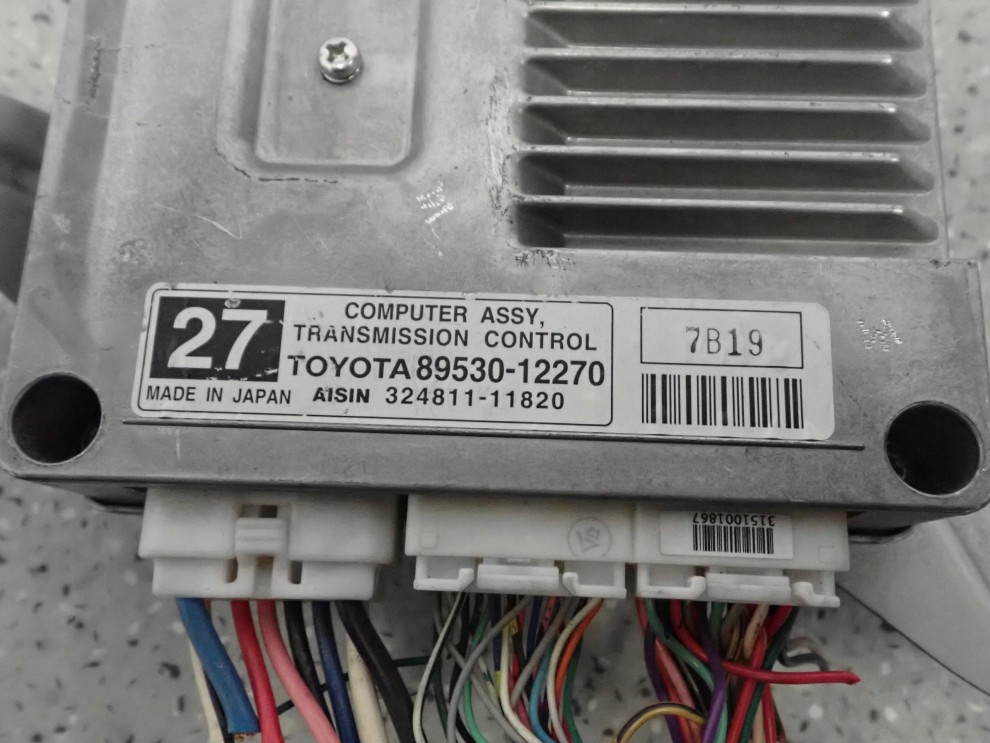 27
COMPUTER ASSY,
TRANSMISSION CONTROL
TOYOTA 89530-12270
MADE IN JAPAN AISIN 324811-11820
7B19
3151001867